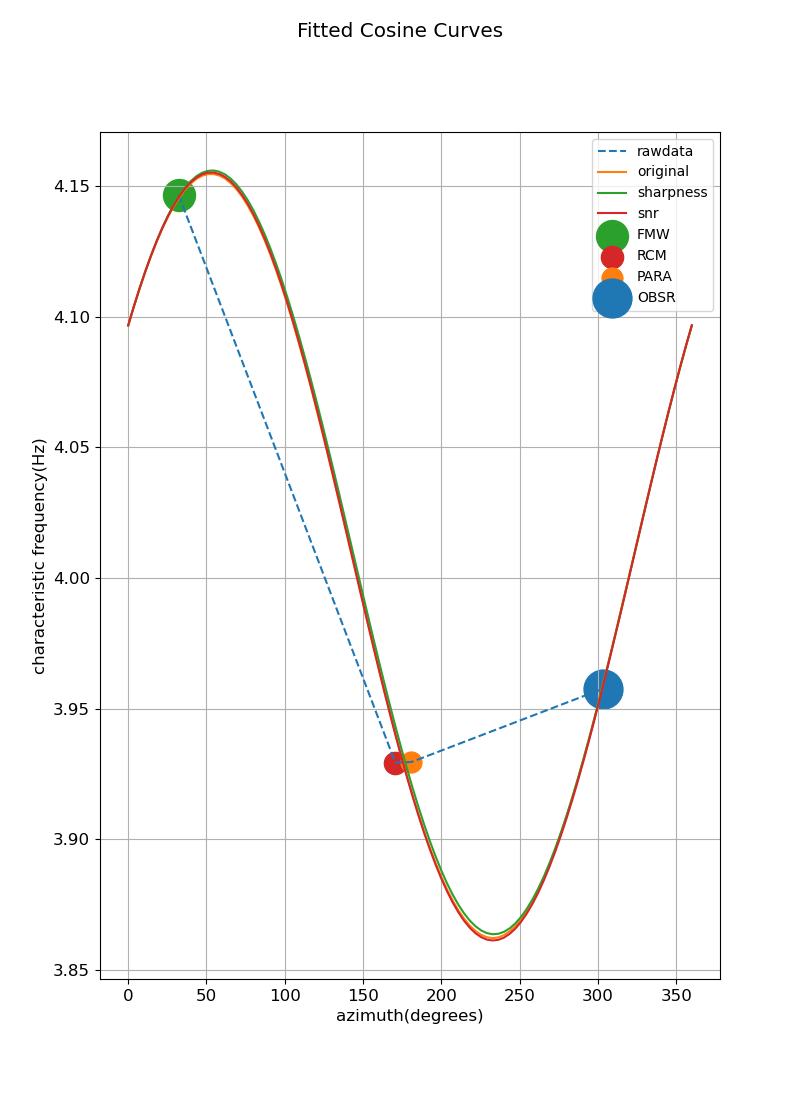 Fitted Cosine Curves
rawdata
original
sharpness
snr
FMW
RCM
PARA
OBSR
4.15
4.10
4.05
4.00
3.95
3.90
3.85
characteristic frequency(Hz)
0 50 100 150 200 250 300 350
azimuth(degrees)